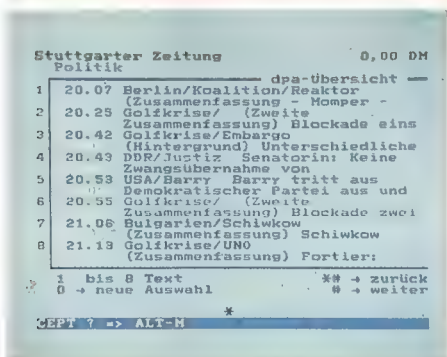 Stuttgarter Zeitung 0,00 DM
Politik
dpa-Übersicht
1 20.07 Berlin/Koalition/Reaktor
(Zusammenfassung - Momper -
2 20.25 Golfkrise/ (Zweite
Zusammenfassung) Blockade eins
3 20.42 Golfkrise/Embargo
(Hintergrund) Unterschiedliche
4 20.43 DDR/Justiz Senatorin: Keine
Zwangsübernahme von
5 20.53 USA/Barry Barry tritt aus
Demokratischer Partei aus und
6 20.55 Golfkrise/ (Zweite
Zusammenfassung) Blockade zwei
7 21.06 Bulgarien/Schiwkow
(Zusammenfassung) Schiwkow
8 21.13 Golfkrise/UNO
(Zusammenfassung) Fortier:
1 bis 8 Text *# → zurück
0 → neue Auswahl # → weiter
*
CEPT ? => ALT-M